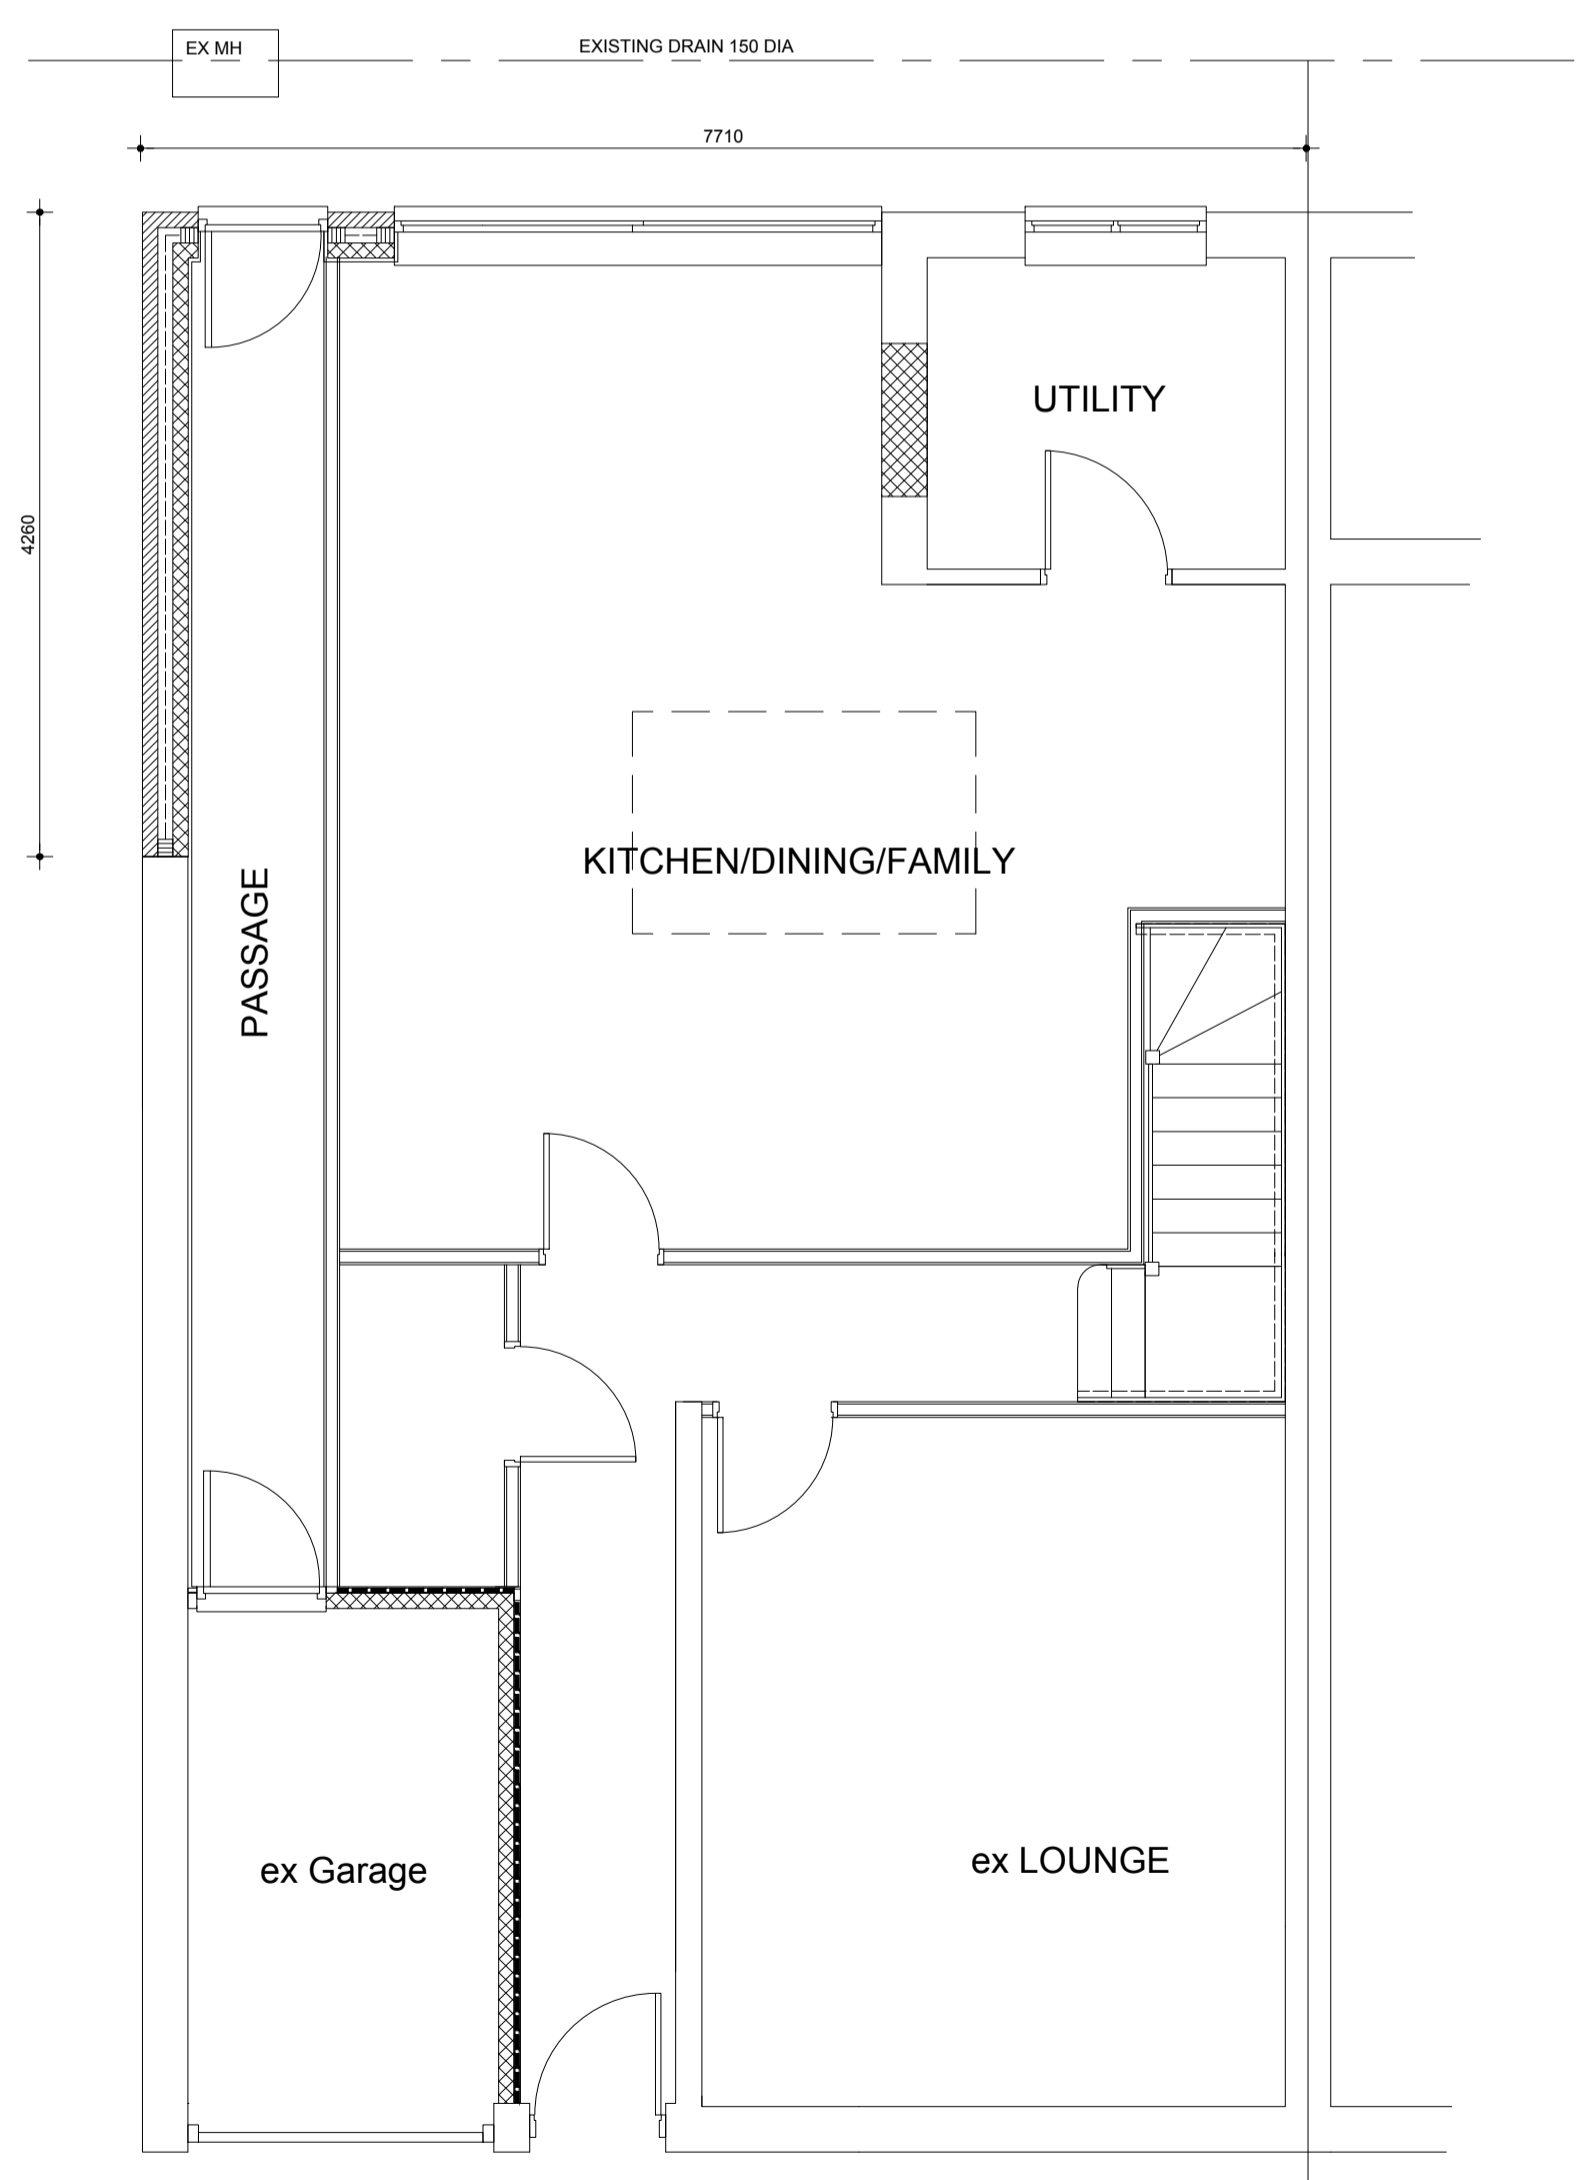 EX MH
EXISTING DRAIN 150 DIA
7710
4260
UTILITY
KITCHEN/DINING/FAMILY
PASSAGE
ex Garage
ex LOUNGE